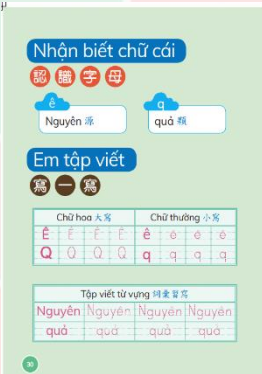 Nhận biết chữ cái
認識字母
ê
Nguyên 源
q
quả 顆
Em tập viết
寫一寫
Chữ hoa 大寫 Chữ thường 小寫
Ê Ê Ê Ê ê ê ê ê
Q Q Q Q q q q q
Tập viết từ vựng 詞彙習寫
Nguyên Nguyên Nguyên Nguyên
quả quả quả quả
30